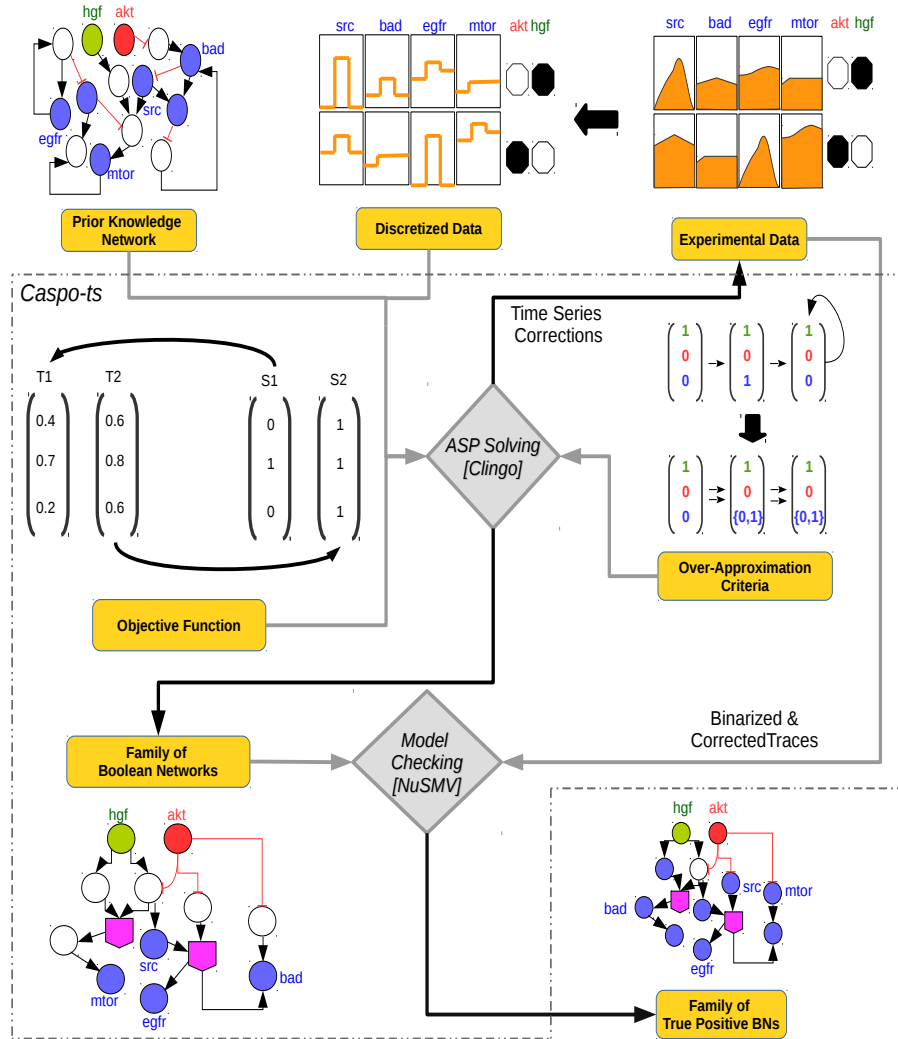 hgf akt
bad
src
egfr
mtor
Prior Knowledge
Network
src bad egfr mtor akt hgf
Discretized Data
src bad egfr mtor akt hgf
Experimental Data
Caspo-ts
Time Series
Corrections
T1 T2 S1 S2
0.4 0.6 0 1
0.7 0.8 1 1
0.2 0.6 0 1
1 1 1
0 0 0
0 1 0
ASP Solving
[Clingo]
1 1 1
0 0 0
0 {0,1} {0,1}
Over-Approximation
Criteria
Objective Function
Binarized &
CorrectedTraces
Family of
Boolean Networks
Model
Checking
[NuSMV]
hgf akt
src
bad
mtor
egfr
hgf akt
src
mtor
bad
egfr
Family of
True Positive BNs